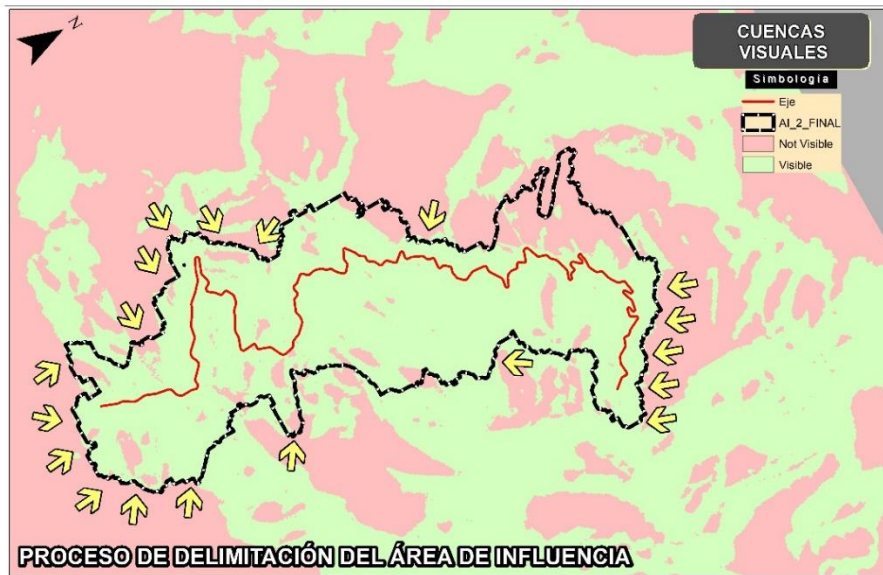 N
CUENCAS
VISUALES
Simbología
Eje
AI_2_FINAL
Not Visible
Visible
PROCESO DE DELIMITACIÓN DEL ÁREA DE INFLUENCIA